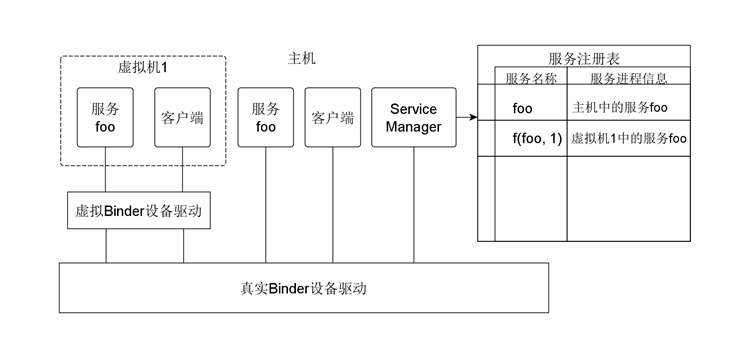 虚拟机1
服务
foo
客户端
主机
服务
foo
客户端
Service
Manager
服务注册表
服务名称
服务进程信息
foo
主机中的服务foo
f(foo, 1)
虚拟机1中的服务foo
虚拟Binder设备驱动
真实Binder设备驱动